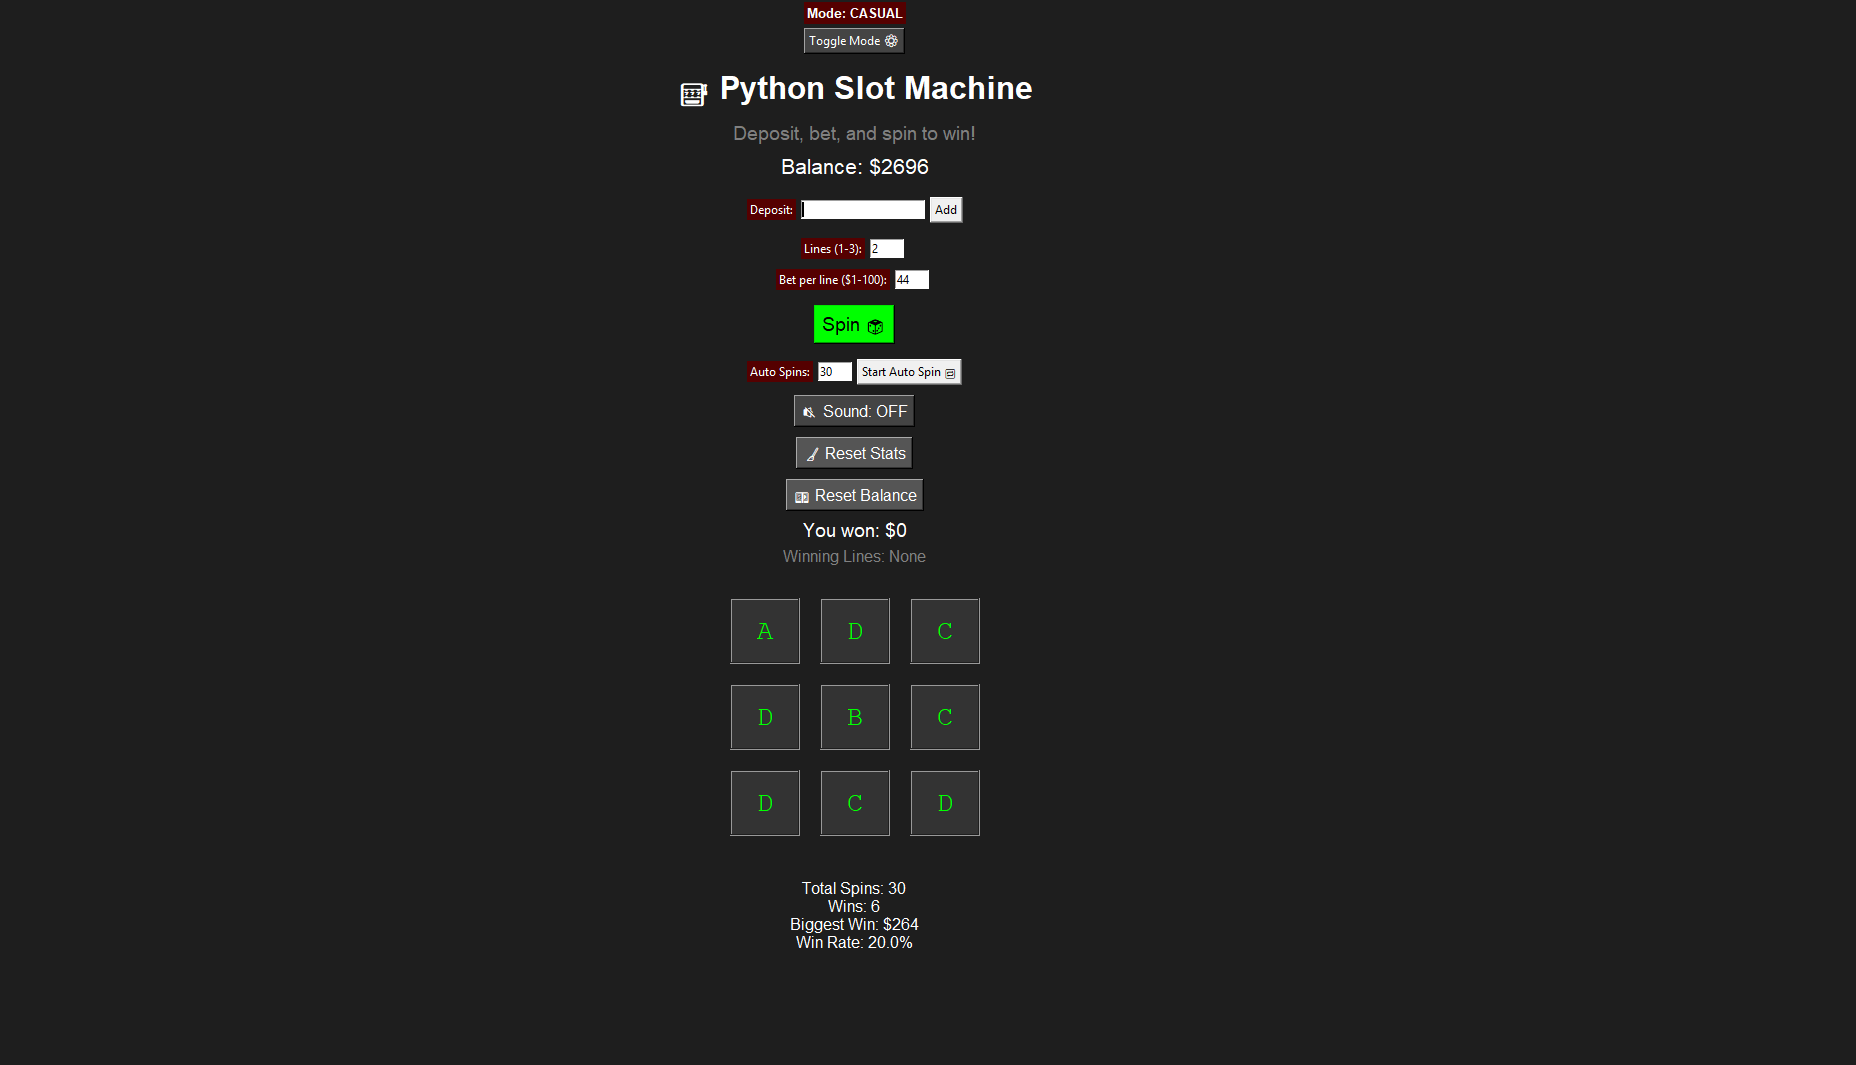 Mode: CASUAL
Toggle Mode
Python Slot Machine
Deposit, bet, and spin to win!
Balance: $2696
Deposit: Add
Lines (1-3): 2
Bet per line ($1-100): 44
Spin
Auto Spins: 30 Start Auto Spin
Sound: OFF
Reset Stats
Reset Balance
You won: $0
Winning Lines: None
A D C
D B C
D C D
Total Spins: 30
Wins: 6
Biggest Win: $264
Win Rate: 20.0%